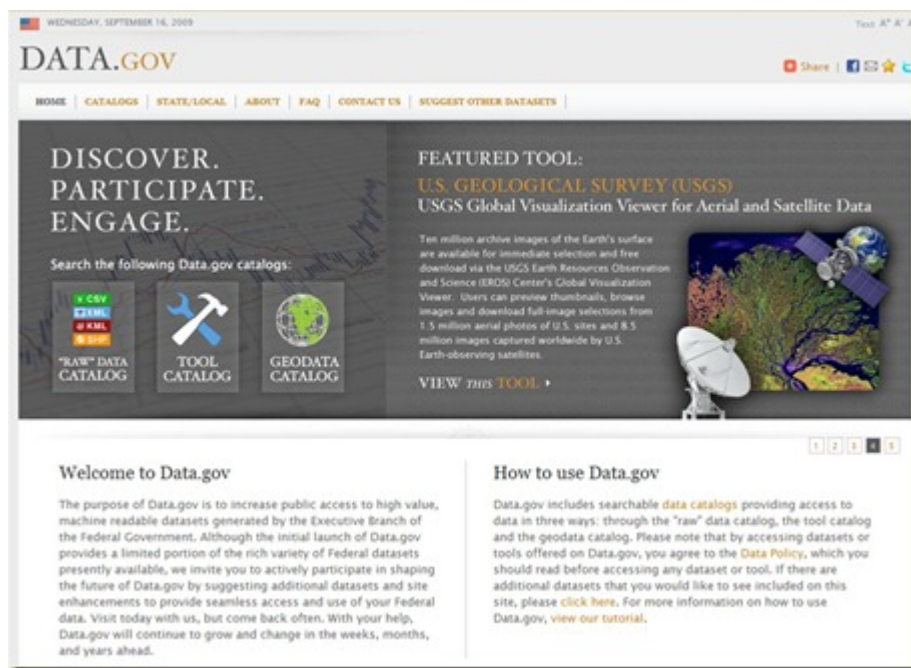 WEDNESDAY, SEPTEMBER 16, 2009
Text A+ A- A
DATA.GOV
Share
HOME
CATALOGS
STATE/LOCAL
ABOUT
FAQ
CONTACT US
SUGGEST OTHER DATASETS
DISCOVER.
PARTICIPATE.
ENGAGE.
Search the following Data.gov catalogs:
CSV
XML
KML
SHP
"RAW" DATA
CATALOG
TOOL
CATALOG
GEODATA
CATALOG
FEATURED TOOL:
U.S. GEOLOGICAL SURVEY (USGS)
USGS Global Visualization Viewer for Aerial and Satellite Data
Ten million archive images of the Earth's surface
are available for immediate selection and free
download via the USGS Earth Resources Observation
and Science (EROS) Center's Global Visualization
Viewer. Users can preview thumbnails, browse
images and download full-image selections from
1.5 million aerial photos of U.S. sites and 8.5
million images captured worldwide by U.S.
Earth-observing satellites.
VIEW THIS TOOL
1 2 3 4 5
Welcome to Data.gov
The purpose of Data.gov is to increase public access to high value,
machine readable datasets generated by the Executive Branch of
the Federal Government. Although the initial launch of Data.gov
provides a limited portion of the rich variety of Federal datasets
presently available, we invite you to actively participate in shaping
the future of Data.gov by suggesting additional datasets and site
enhancements to provide seamless access and use of your Federal
data. Visit today with us, but come back often. With your help,
Data.gov will continue to grow and change in the weeks, months,
and years ahead.
How to use Data.gov
Data.gov includes searchable data catalogs providing access to
data in three ways: through the "raw" data catalog, the tool catalog
and the geodata catalog. Please note that by accessing datasets or
tools offered on Data.gov, you agree to the Data Policy, which you
should read before accessing any dataset or tool. If there are
additional datasets that you would like to see included on this
site, please click here. For more information on how to use
Data.gov, view our tutorial.